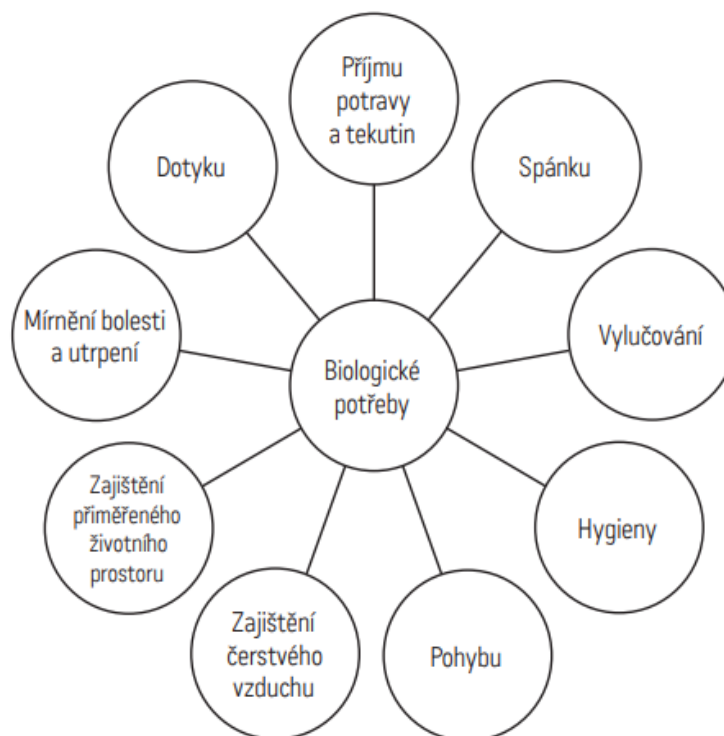 Příjmu
potravy
a tekutin
Spánku
Vylučování
Hygieny
Pohybu
Zajištění
čerstvého
vzduchu
Zajištění
přiměřeného
životního
prostoru
Mírnění bolesti
a utrpení
Dotyku
Biologické
potřeby